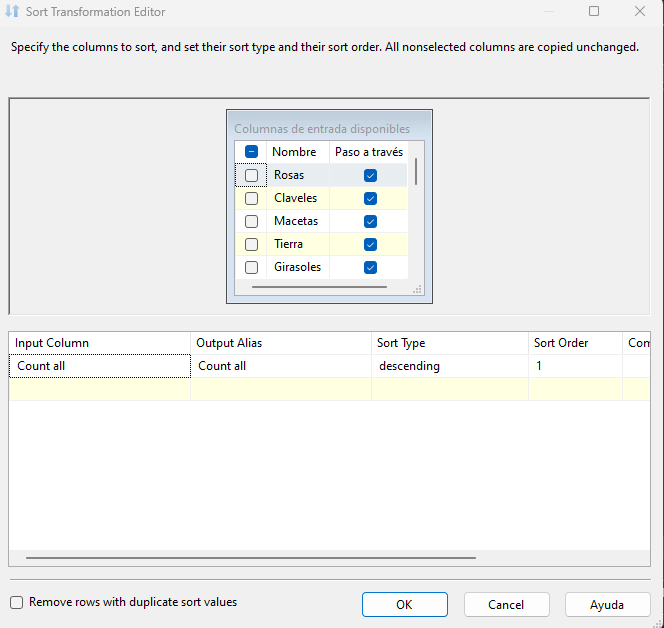 Sort Transformation Editor
Specify the columns to sort, and set their sort type and their sort order. All nonselected columns are copied unchanged.
Columnas de entrada disponibles
Nombre Paso a través
Rosas
Claveles
Macetas
Tierra
Girasoles
Input Column Output Alias Sort Type Sort Order Com
Count all Count all descending 1
Remove rows with duplicate sort values OK Cancel Ayuda